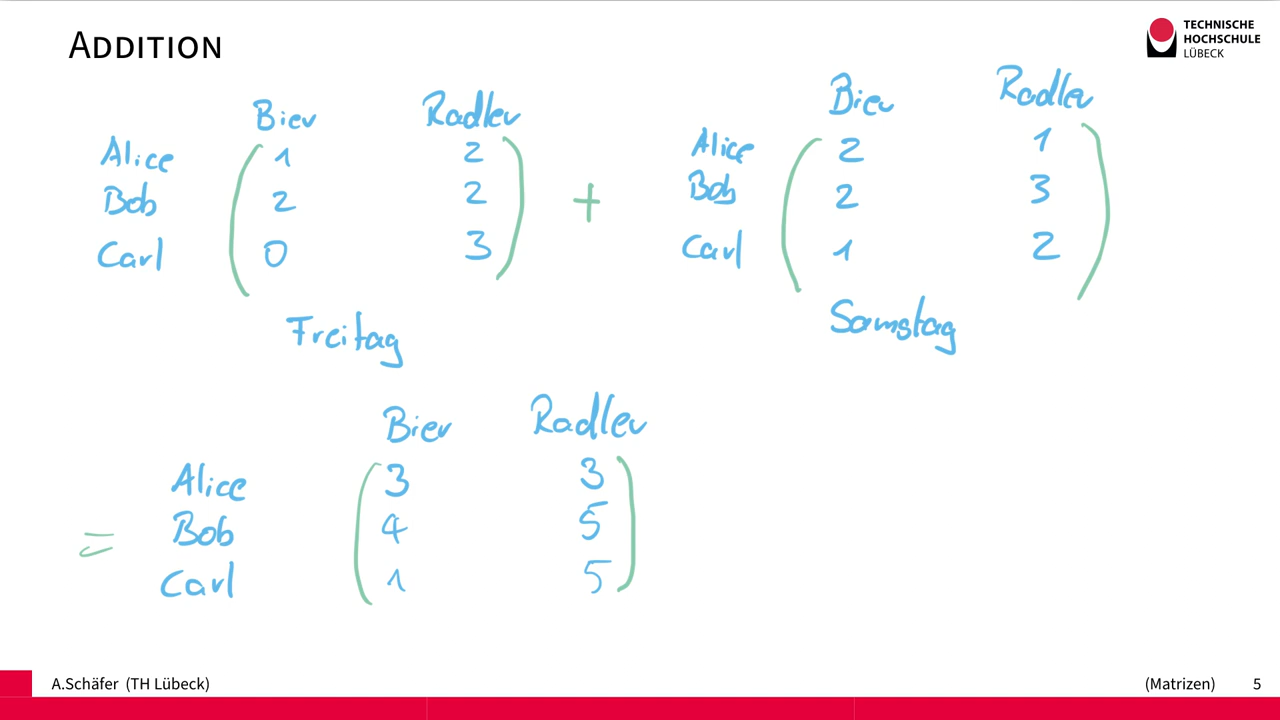 ADDITION
TECHNISCHE
HOCHSCHULE
LÜBECK
Bier Radler
Alice ( 1 2 )
Bob ( 2 2 )
Carl ( 0 3 )
Freitag
+
Bier Radler
Alice ( 2 1 )
Bob ( 2 3 )
Carl ( 1 2 )
Samstag
=
Bier Radler
Alice ( 3 3 )
Bob ( 4 5 )
Carl ( 1 5 )
A.Schäfer (TH Lübeck) (Matrizen) 5